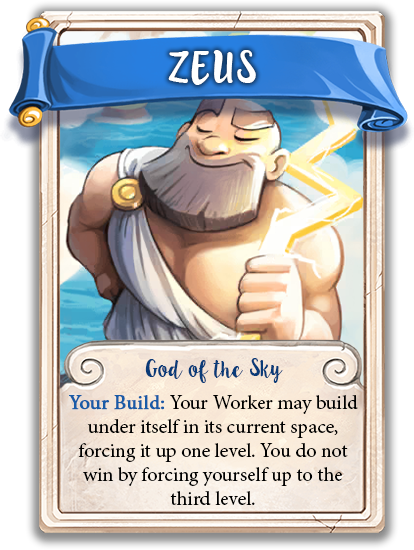 ZEUS
God of the Sky
Your Build: Your Worker may build
under itself in its current space,
forcing it up one level. You do not
win by forcing yourself up to the
third level.